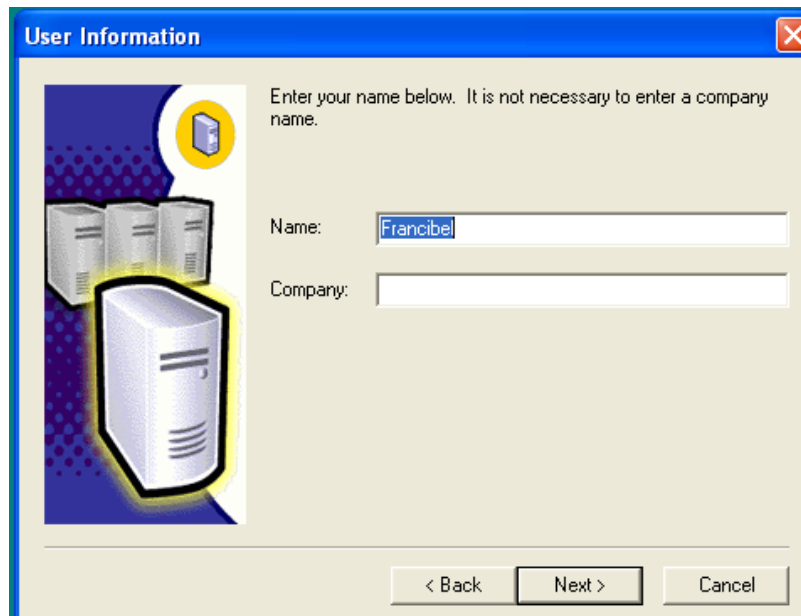 User Information
Enter your name below. It is not necessary to enter a company
name.
Name: Francibel
Company:
< Back Next > Cancel